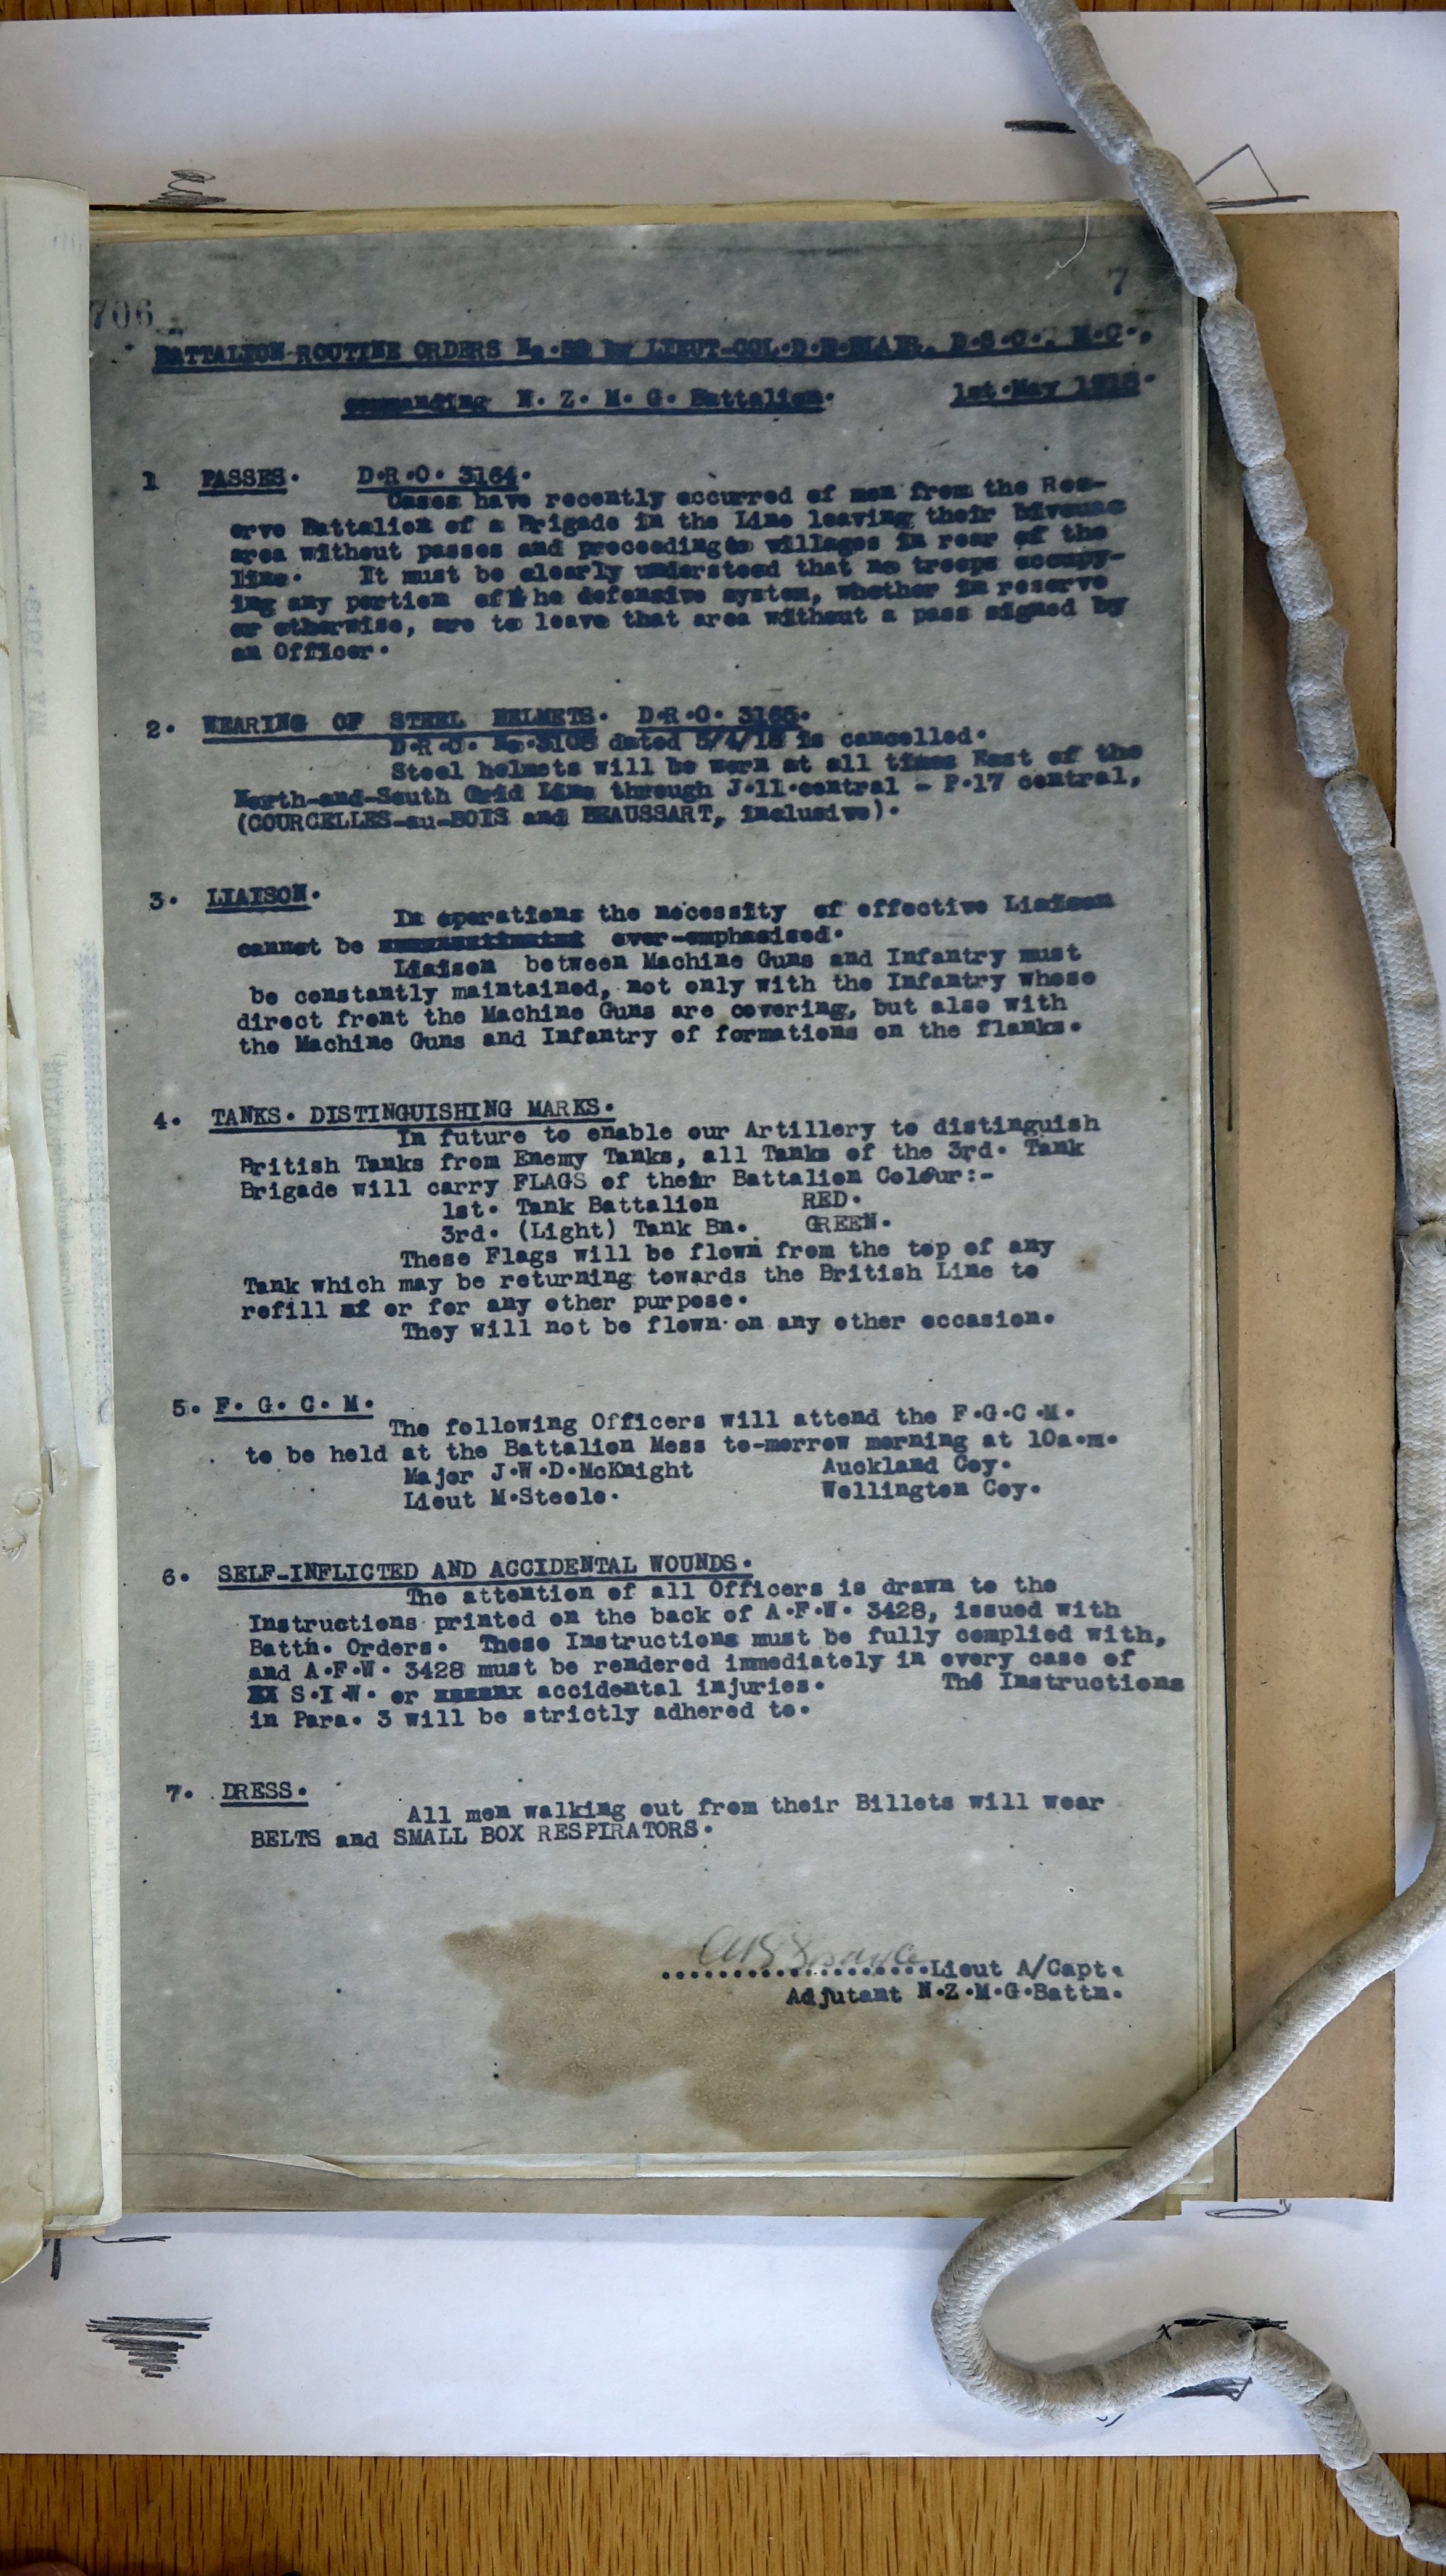 706
7
BATTALION ROUTINE ORDERS No. by LIEUT-COL.D.B.BLAIR. D.S.O., M.C.,
commanding N. Z. M. G. Battalion. 1st.May 1918.
1 PASSES. D.R.O. 3164.
Cases have recently occurred of men from the Res-
erve Battalion of a Brigade in the Line leaving their bivouac
area without passes and proceeding to villages in rear of the
line. It must be clearly understood that no troops occupy-
ing any portion of the defensive system, whether in reserve
or otherwise, are to leave that area without a pass signed by
an Officer.
2. WEARING OF STEEL HELMETS. D.R.O. 3165.
D.R.O. No.3103 dated 5/4/18 is cancelled.
Steel helmets will be worn at all times East of the
North-and-South Grid Line through J.11.central - P.17 central,
(COURCELLES-au-BOIS and BEAUSSART, inclusive).
3. LIAISON.
In operations the necessity of effective Liaison
cannot be over-emphasised.
Liaison between Machine Guns and Infantry must
be constantly maintained, not only with the Infantry whose
direct front the Machine Guns are covering, but also with
the Machine Guns and Infantry of formations on the flanks.
4. TANKS. DISTINGUISHING MARKS.
In future to enable our Artillery to distinguish
British Tanks from Enemy Tanks, all Tanks of the 3rd. Tank
Brigade will carry FLAGS of their Battalion Colour:-
1st. Tank Battalion RED.
3rd. (Light) Tank Bn. GREEN.
These Flags will be flown from the top of any
Tank which may be returning towards the British Line to
refill or for any other purpose.
They will not be flown on any other occasion.
5. F. G. C. M.
The following Officers will attend the F.G.C.M.
to be held at the Battalion Mess to-morrow morning at 10a.m.
Major J.W.D.McKnight Auckland Coy.
Lieut M.Steele. Wellington Coy.
6. SELF-INFLICTED AND ACCIDENTAL WOUNDS.
The attention of all Officers is drawn to the
Instructions printed on the back of A.F.W. 3428, issued with
Battn. Orders. These Instructions must be fully complied with,
and A.F.W. 3428 must be rendered immediately in every case of
S.I.W. or accidental injuries. The Instructions
in Para. 3 will be strictly adhered to.
7. DRESS.
All men walking out from their Billets will wear
BELTS and SMALL BOX RESPIRATORS.
....................Lieut A/Capt.
Adjutant N.Z.M.G.Battn.